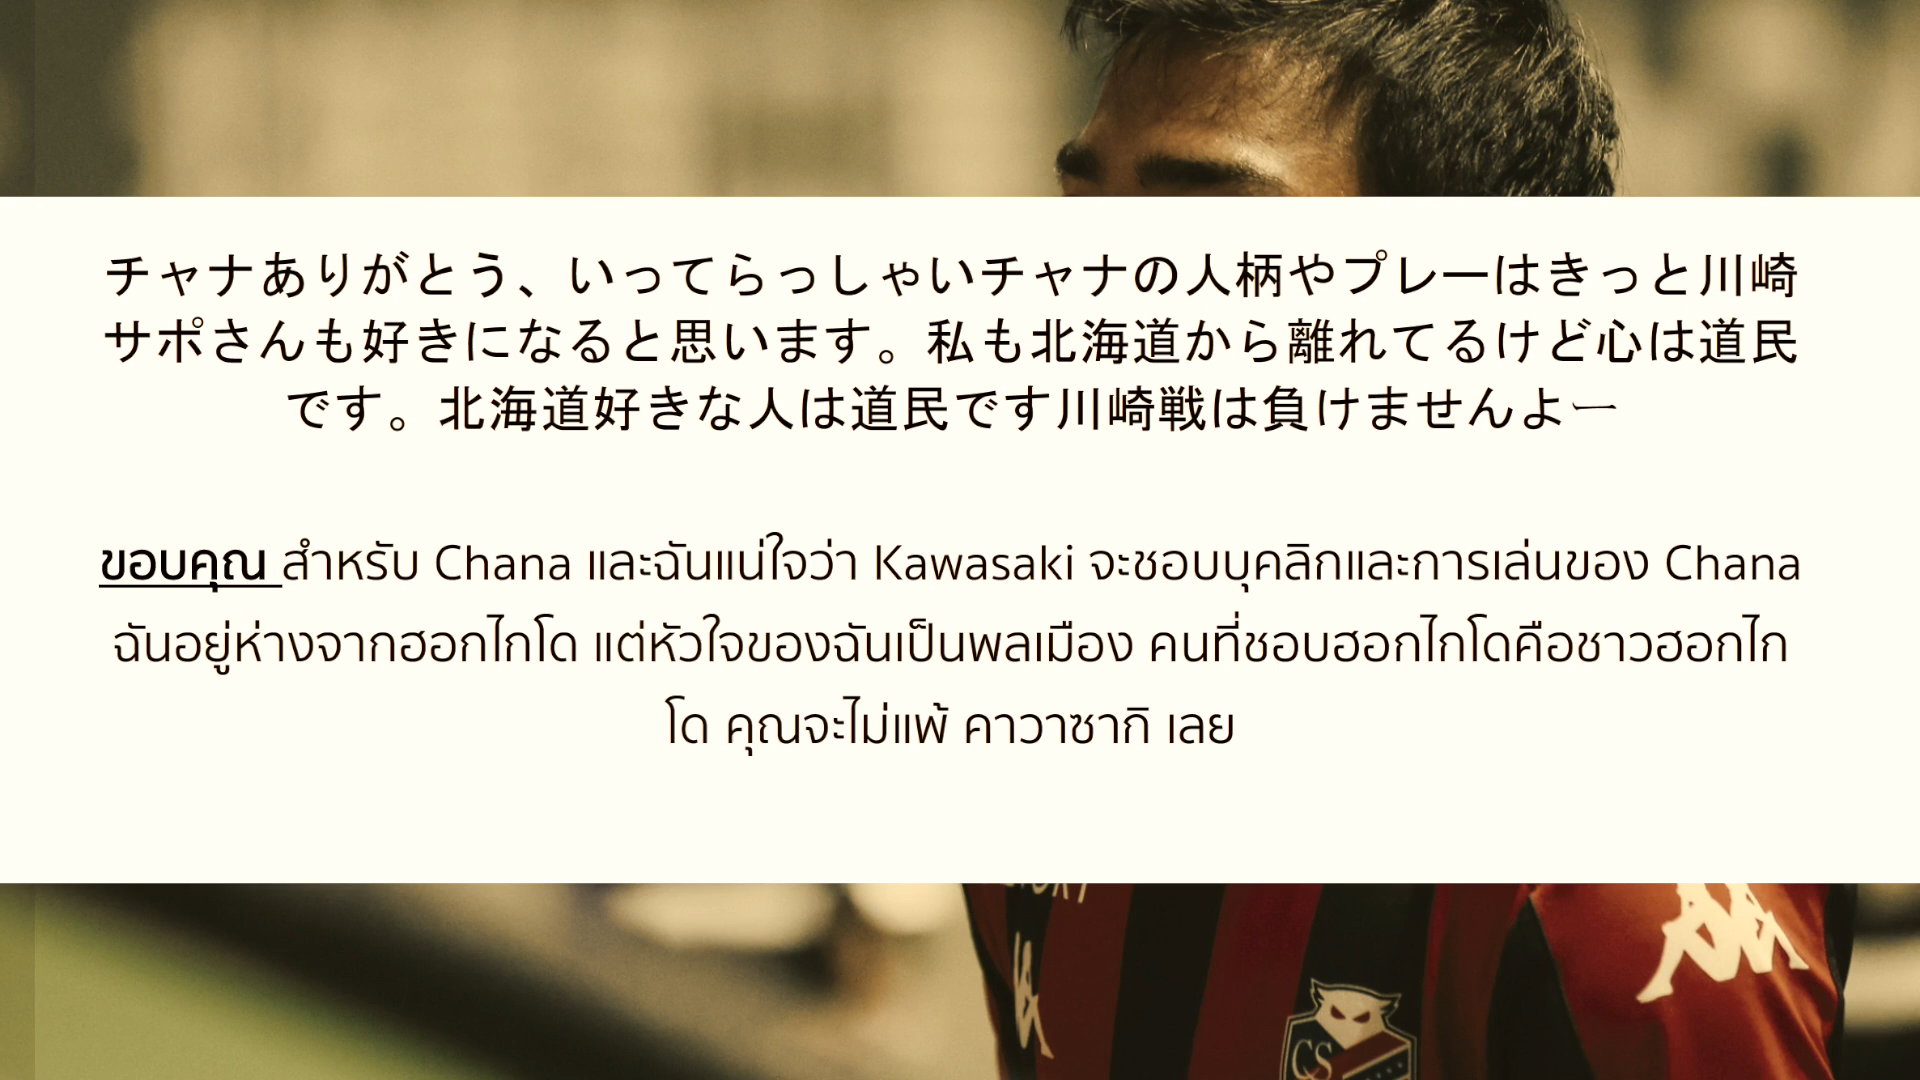 チャナありがとう、いってらっしゃいチャナの人柄やプレーはきっと川崎
サポさんも好きになると思います。私も北海道から離れてるけど心は道民
です。北海道好きな人は道民です川崎戦は負けませんよー
ขอบคุณ สำหรับ Chana และฉันแน่ใจว่า Kawasaki จะชอบบุคลิกและการเล่นของ Chana
ฉันอยู่ห่างจากฮอกไกโด แต่หัวใจของฉันเป็นพลเมือง คนที่ชอบฮอกไกโดคือชาวฮอกไก
โด คุณจะไม่แพ้ คาวาซากิ เลย
CS